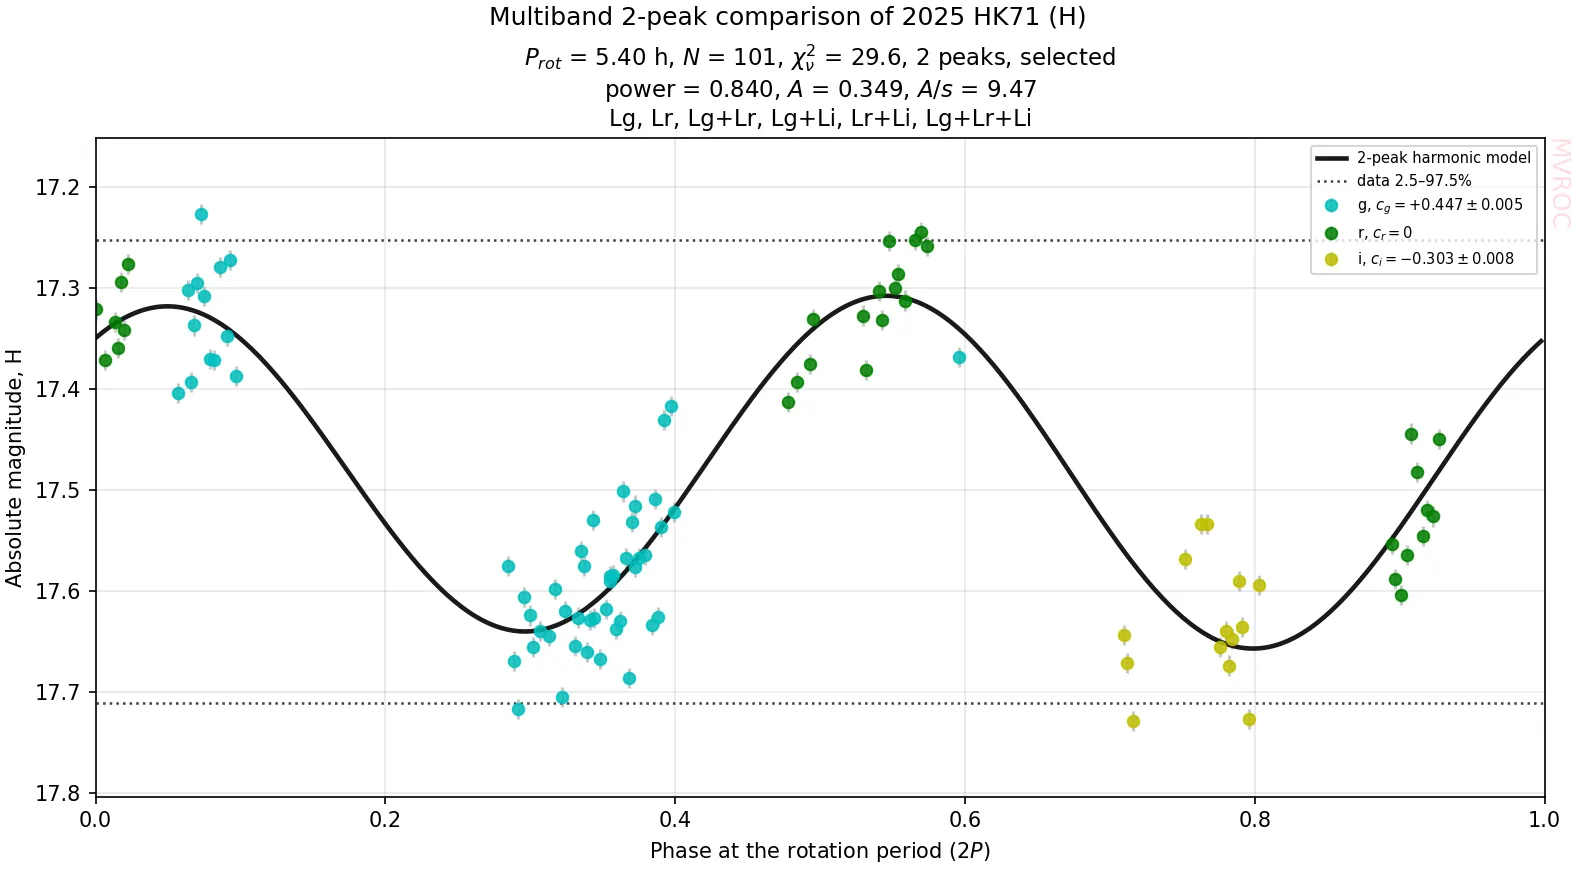 Multiband 2-peak comparison of 2025 HK71 (H)
P_rot = 5.40 h, N = 101, χ²_ν = 29.6, 2 peaks, selected
power = 0.840, A = 0.349, A/s = 9.47
Lg, Lr, Lg+Lr, Lg+Li, Lr+Li, Lg+Lr+Li
2-peak harmonic model
data 2.5–97.5%
g, c_g = +0.447 ± 0.005
r, c_r = 0
i, c_i = −0.303 ± 0.008
MVROC
Absolute magnitude, H
17.2
17.3
17.4
17.5
17.6
17.7
17.8
0.0 0.2 0.4 0.6 0.8 1.0
Phase at the rotation period (2P)